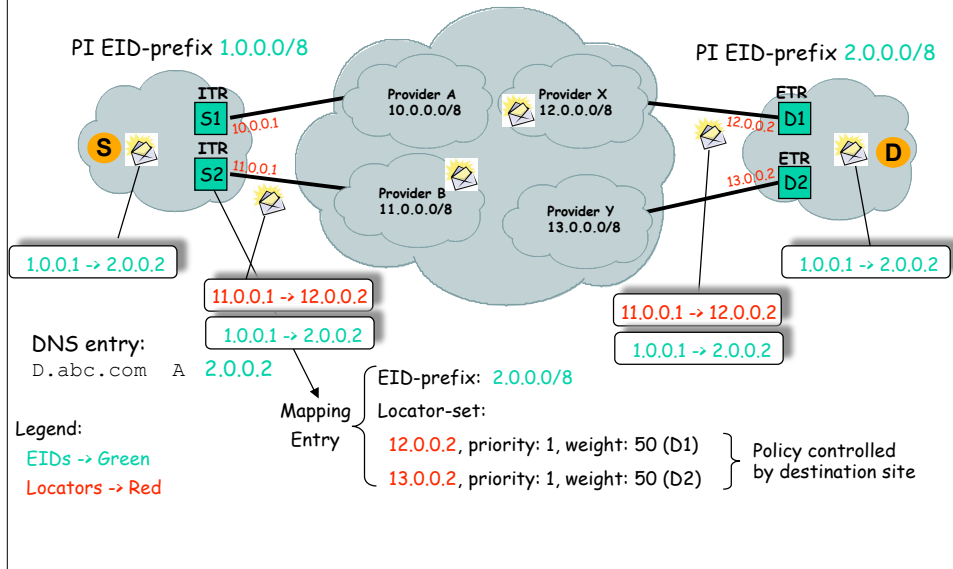 PI EID-prefix 1.0.0.0/8
PI EID-prefix 2.0.0.0/8
ITR
S1
10.0.0.1
ITR
S2
11.0.0.1
S
Provider A
10.0.0.0/8
Provider X
12.0.0.0/8
Provider B
11.0.0.0/8
Provider Y
13.0.0.0/8
ETR
D1
12.0.0.2
ETR
D2
13.0.0.2
D
1.0.0.1 -> 2.0.0.2
11.0.0.1 -> 12.0.0.2
1.0.0.1 -> 2.0.0.2
11.0.0.1 -> 12.0.0.2
1.0.0.1 -> 2.0.0.2
1.0.0.1 -> 2.0.0.2
DNS entry:
D.abc.com A 2.0.0.2
Mapping
Entry
EID-prefix: 2.0.0.0/8
Locator-set:
12.0.0.2, priority: 1, weight: 50 (D1)
13.0.0.2, priority: 1, weight: 50 (D2)
Policy controlled
by destination site
Legend:
EIDs -> Green
Locators -> Red